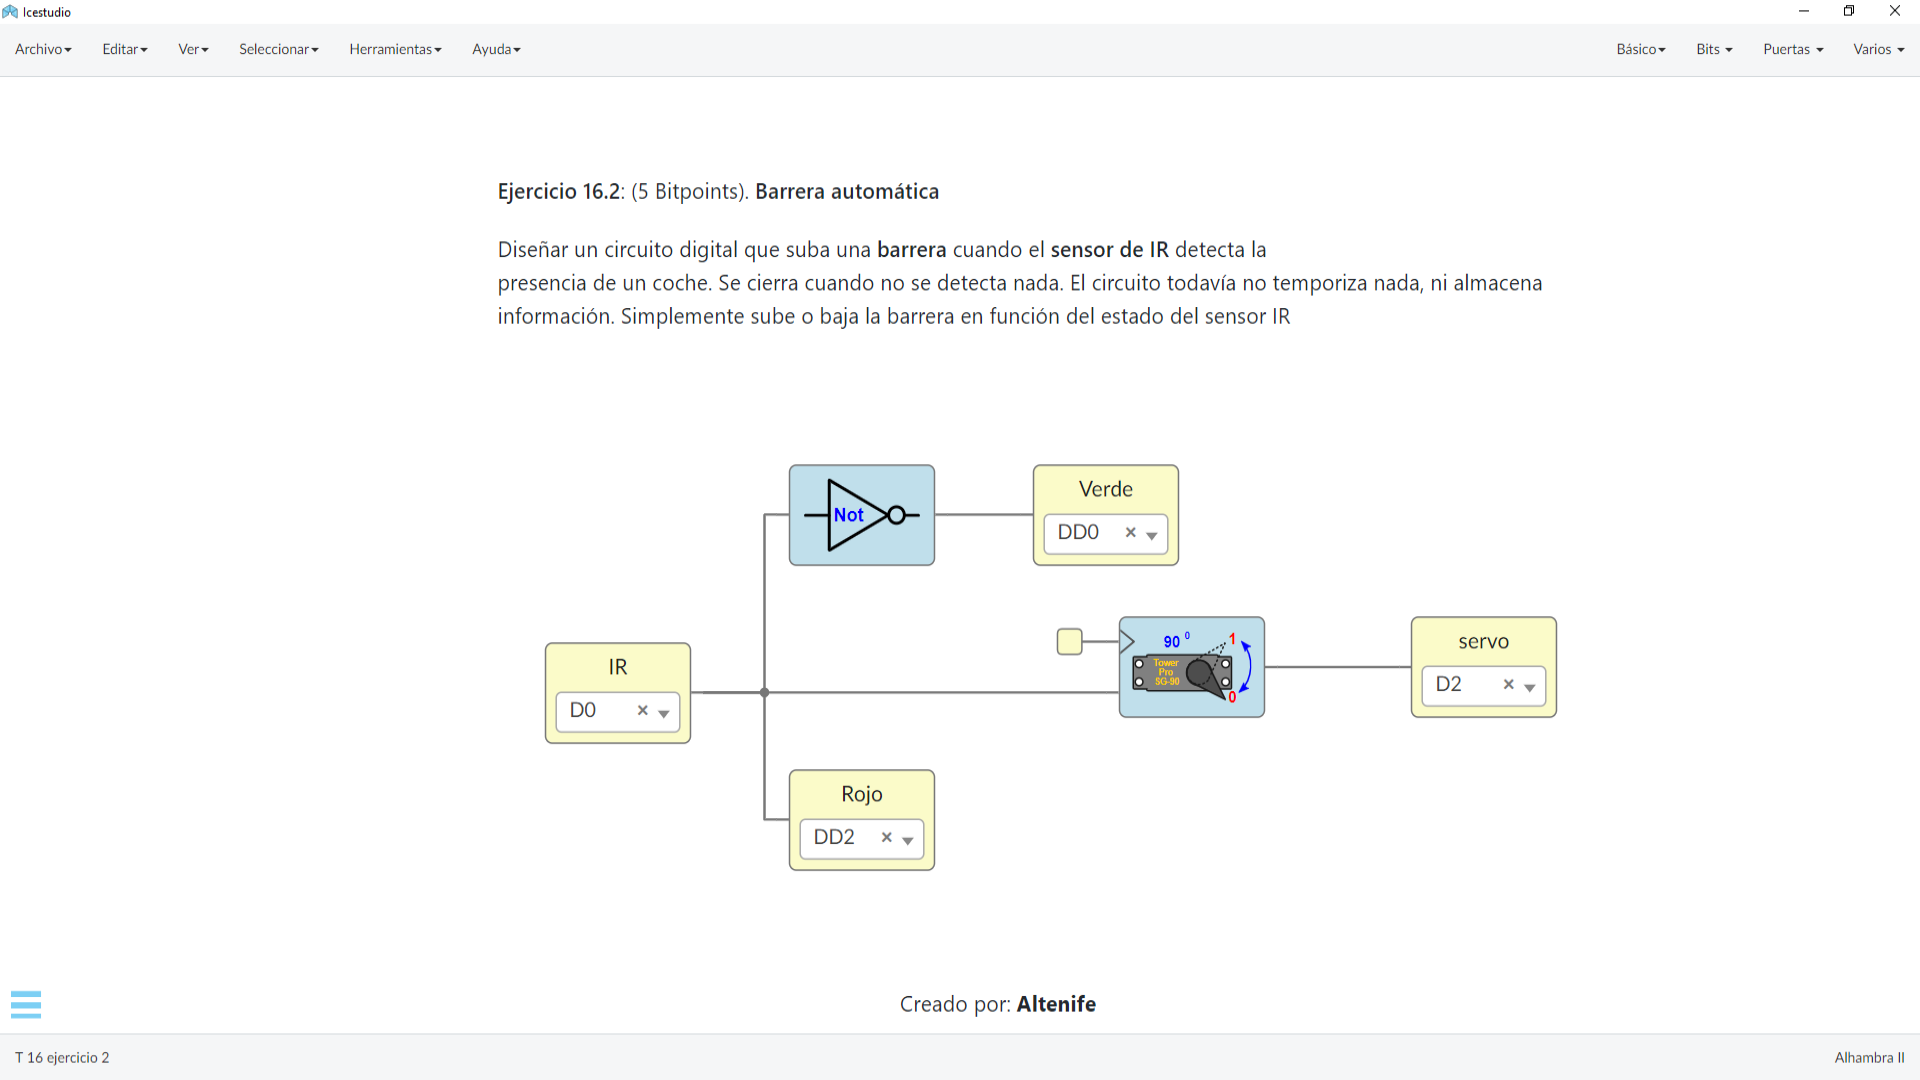 Icestudio
Archivo Editar Ver Seleccionar Herramientas Ayuda Básico Bits Puertas Varios
Ejercicio 16.2: (5 Bitpoints). Barrera automática
Diseñar un circuito digital que suba una barrera cuando el sensor de IR detecta la
presencia de un coche. Se cierra cuando no se detecta nada. El circuito todavía no temporiza nada, ni almacena
información. Simplemente sube o baja la barrera en función del estado del sensor IR
Not
Verde
DD0
IR
D0
90 0
1
Tower
Pro
SG-90
0
servo
D2
Rojo
DD2
Creado por: Altenife
T 16 ejercicio 2
Alhambra II